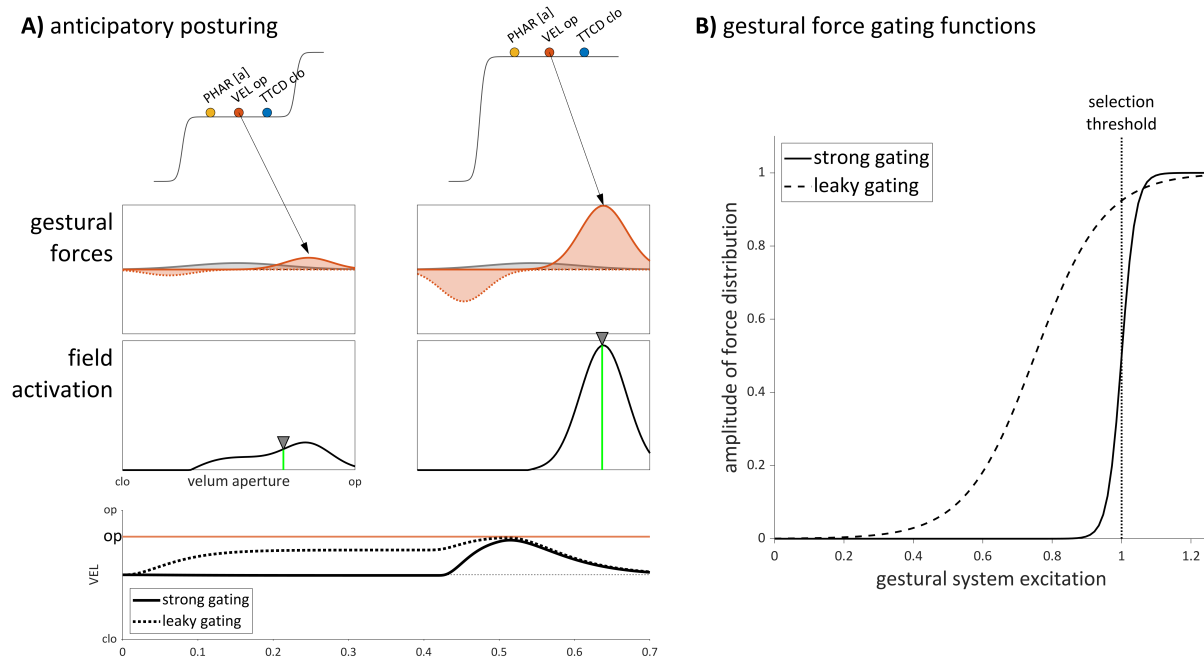 A) anticipatory posturing
PHAR [a]
VEL op
TTCD clo
PHAR [a]
VEL op
TTCD clo
gestural
forces
field
activation
clo
velum aperture
op
op
op
VEL
clo
strong gating
leaky gating
0
0.1
0.2
0.3
0.4
0.5
0.6
0.7
B) gestural force gating functions
selection
threshold
strong gating
leaky gating
amplitude of force distribution
1
0.8
0.6
0.4
0.2
0
0
0.2
0.4
0.6
0.8
1
1.2
gestural system excitation